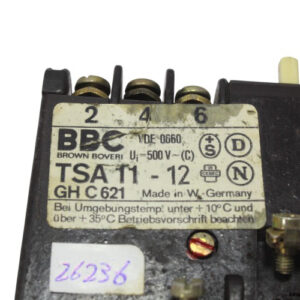 2 4 6
BBC VDE 0660
BROWN BOVERI Ui-500 V~(C)
+S D
TSA 11 - 12 N
GH C 621 Made in W.-Germany
Bei Umgebungstemp: unter +10°C und
über +35°C Betriebsvorschrift beachten
26236